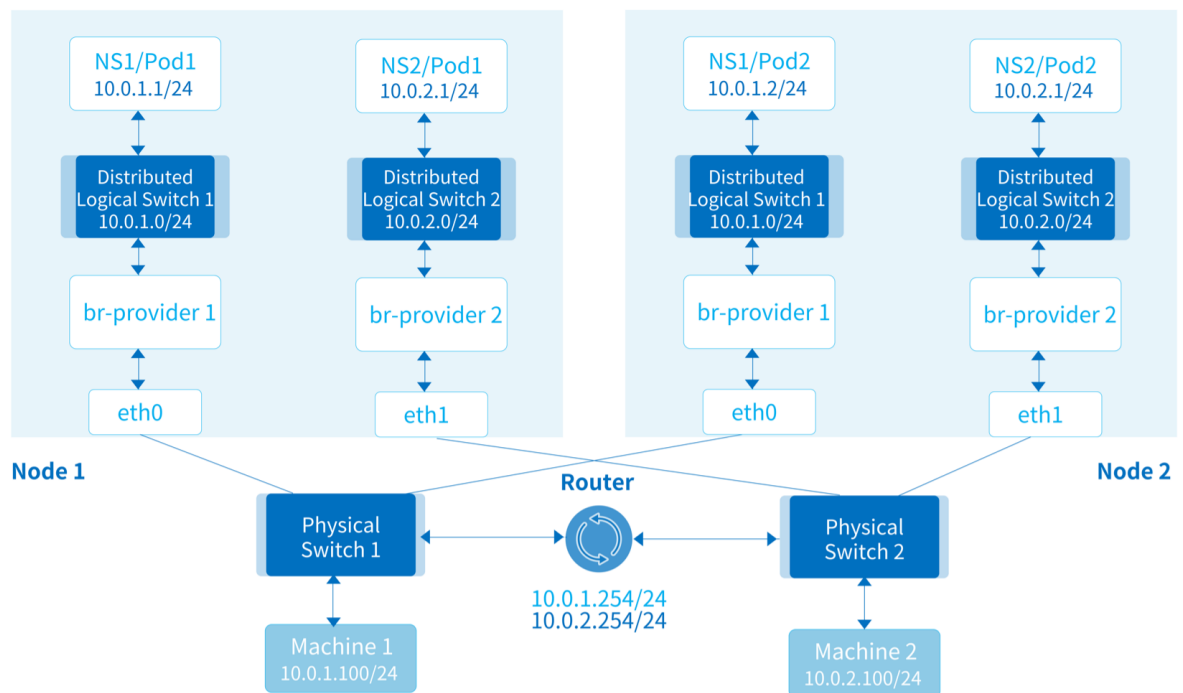 NS1/Pod1
10.0.1.1/24
NS2/Pod1
10.0.2.1/24
NS1/Pod2
10.0.1.2/24
NS2/Pod2
10.0.2.1/24
Distributed
Logical Switch 1
10.0.1.0/24
Distributed
Logical Switch 2
10.0.2.0/24
Distributed
Logical Switch 1
10.0.1.0/24
Distributed
Logical Switch 2
10.0.2.0/24
br-provider 1
br-provider 2
br-provider 1
br-provider 2
eth0
eth1
eth0
eth1
Node 1
Router
Node 2
Physical
Switch 1
Physical
Switch 2
10.0.1.254/24
10.0.2.254/24
Machine 1
10.0.1.100/24
Machine 2
10.0.2.100/24